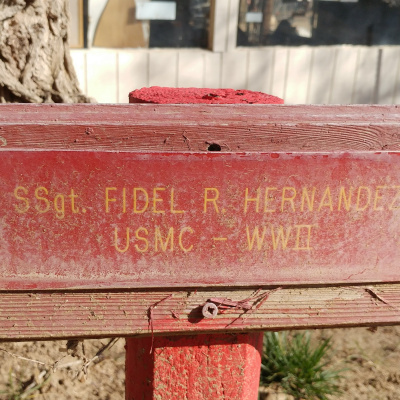 SSgt. FIDEL R. HERNANDEZ
USMC - WWII